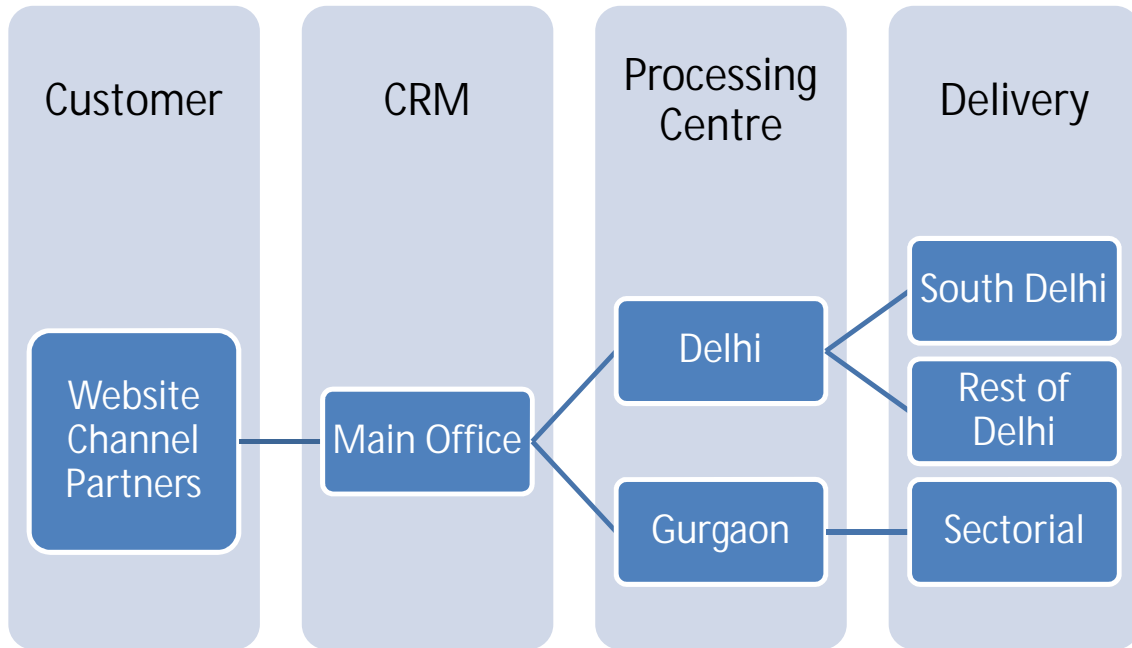 Customer
CRM
Processing
Centre
Delivery
Website
Channel
Partners
Main Office
Delhi
Gurgaon
South Delhi
Rest of
Delhi
Sectorial